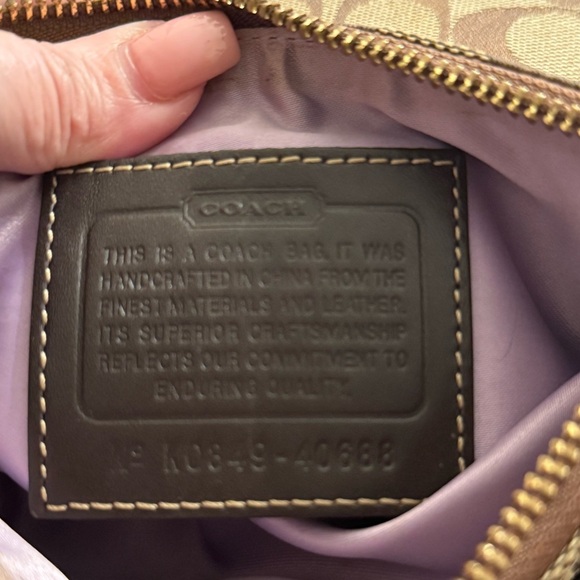 COACH
THIS IS A COACH BAG. IT WAS
HANDCRAFTED IN CHINA FROM THE
FINEST MATERIALS AND LEATHER.
ITS SUPERIOR CRAFTSMANSHIP
REFLECTS OUR COMMITMENT TO
ENDURING QUALITY.
Nº K0649-40688